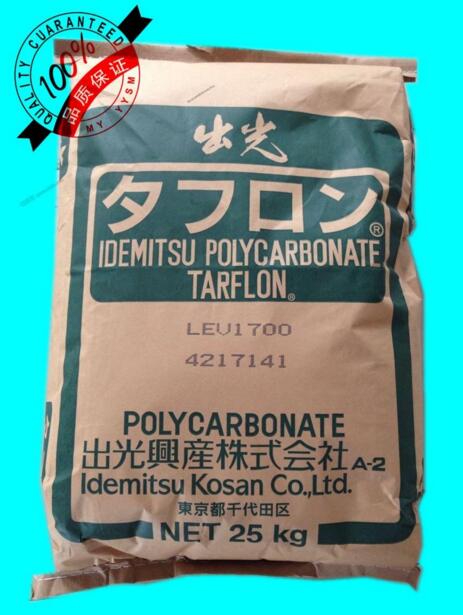 QUALITY GUARANTEED
100%
品质保证
MY YYSM
出光
タフロン®
IDEMITSU POLYCARBONATE
TARFLON®
LEV1700
4217141
POLYCARBONATE
出光興産株式会社 A-2
Idemitsu Kosan Co.,Ltd.
東京都千代田区
NET 25 kg